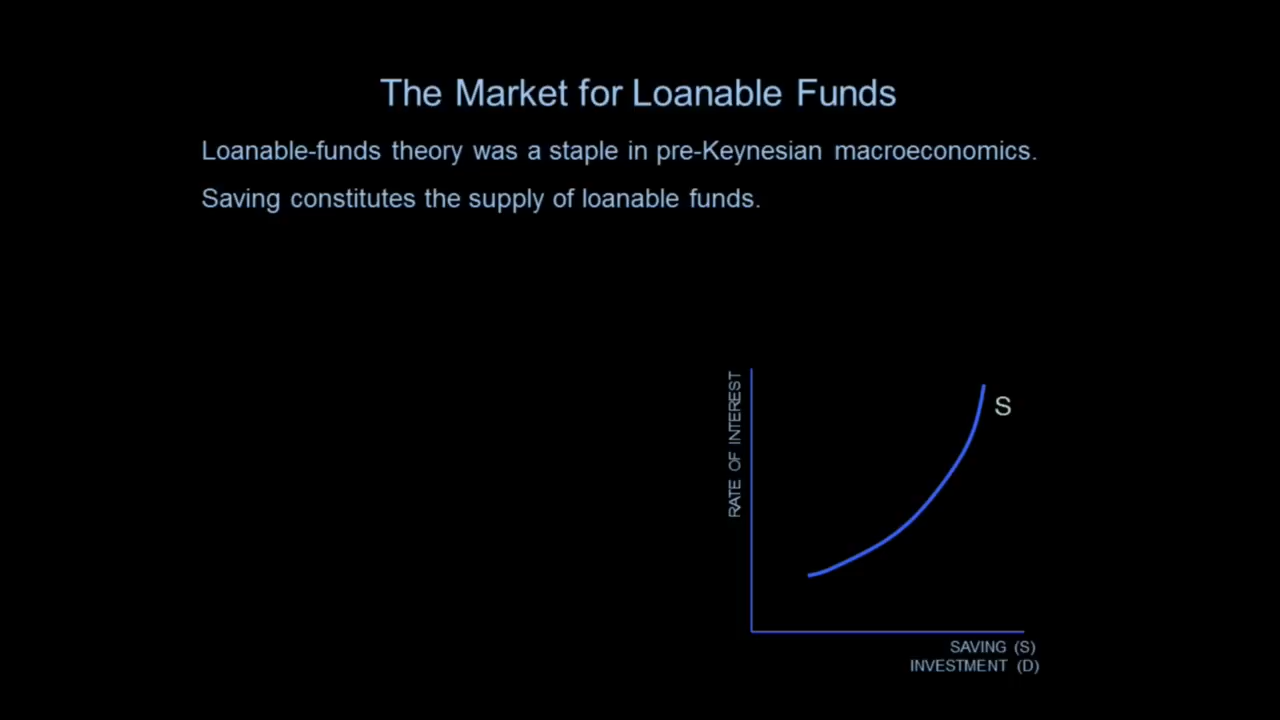 The Market for Loanable Funds
Loanable-funds theory was a staple in pre-Keynesian macroeconomics.
Saving constitutes the supply of loanable funds.
RATE OF INTEREST
S
SAVING (S)
INVESTMENT (D)